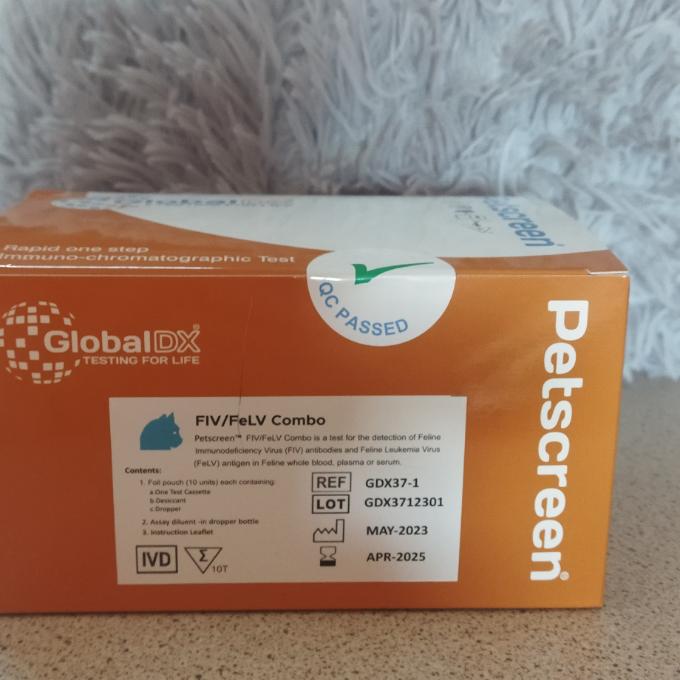 Global
screen®
Rapid one step
Immuno-chromatographic Test
QC PASSED
GlobalDX®
TESTING FOR LIFE
Petscreen®
FIV/FeLV Combo
Petscreen™ FIV/FeLV Combo is a test for the detection of Feline
Immunodeficiency Virus (FIV) antibodies and Feline Leukemia Virus
(FeLV) antigen in Feline whole blood, plasma or serum.
Contents:
1. Foil pouch (10 units) each containing:
a.One Test Cassette
b.Desiccant
c.Dropper
2. Assay diluent -in dropper bottle
3. Instruction Leaflet
REF GDX37-1
LOT GDX3712301
MAY-2023
APR-2025
IVD Σ 10T